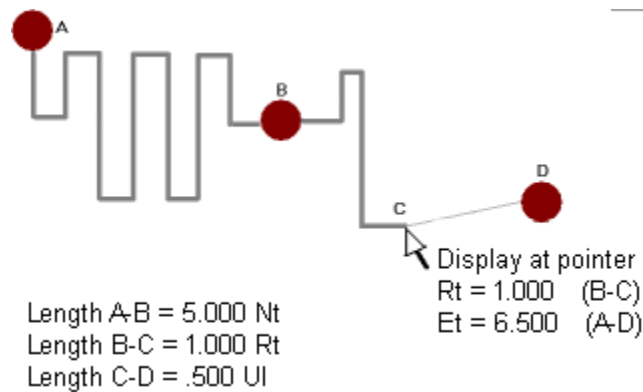 A
B
D
C
Display at pointer
Rt = 1.000 (B-C)
Et = 6.500 (A-D)
Length A-B = 5.000 Nt
Length B-C = 1.000 Rt
Length C-D = .500 Ul